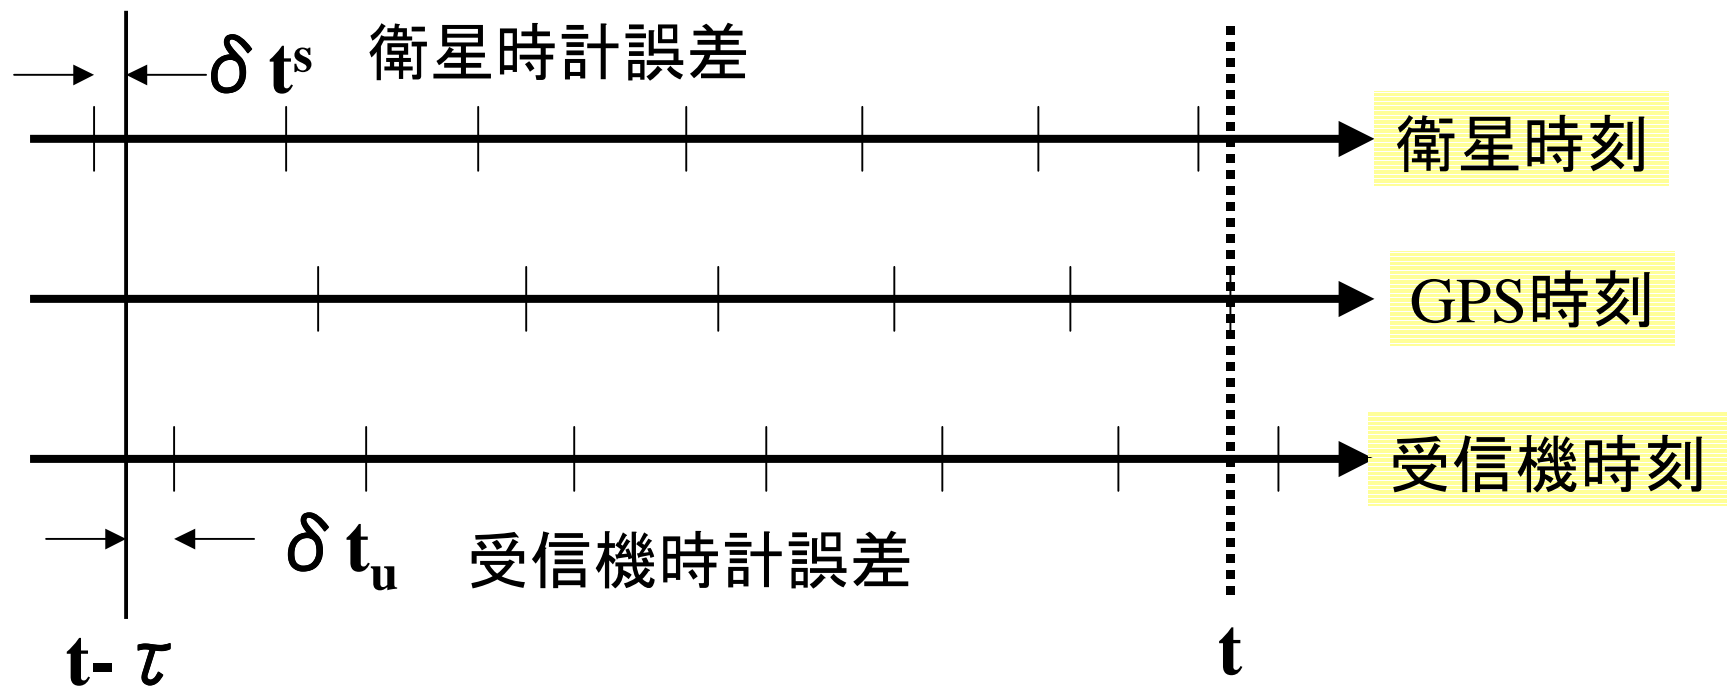 δ tˢ 衛星時計誤差
衛星時刻
GPS時刻
受信機時刻
δ tᵤ 受信機時計誤差
t-τ
t